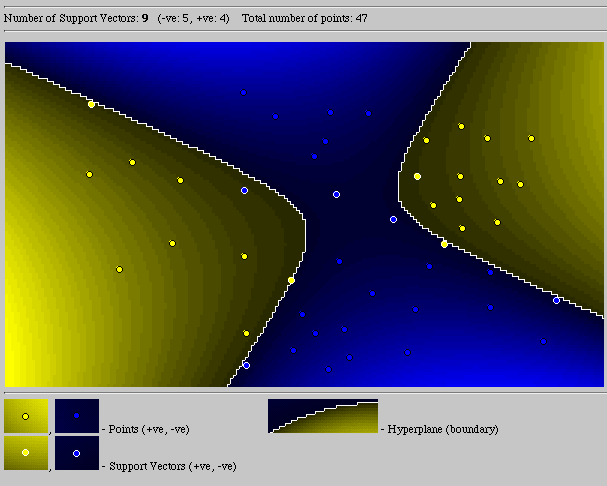 Number of Support Vectors: 9 (-ve: 5, +ve: 4) Total number of points: 47
, - Points (+ve, -ve)
- Hyperplane (boundary)
, - Support Vectors (+ve, -ve)